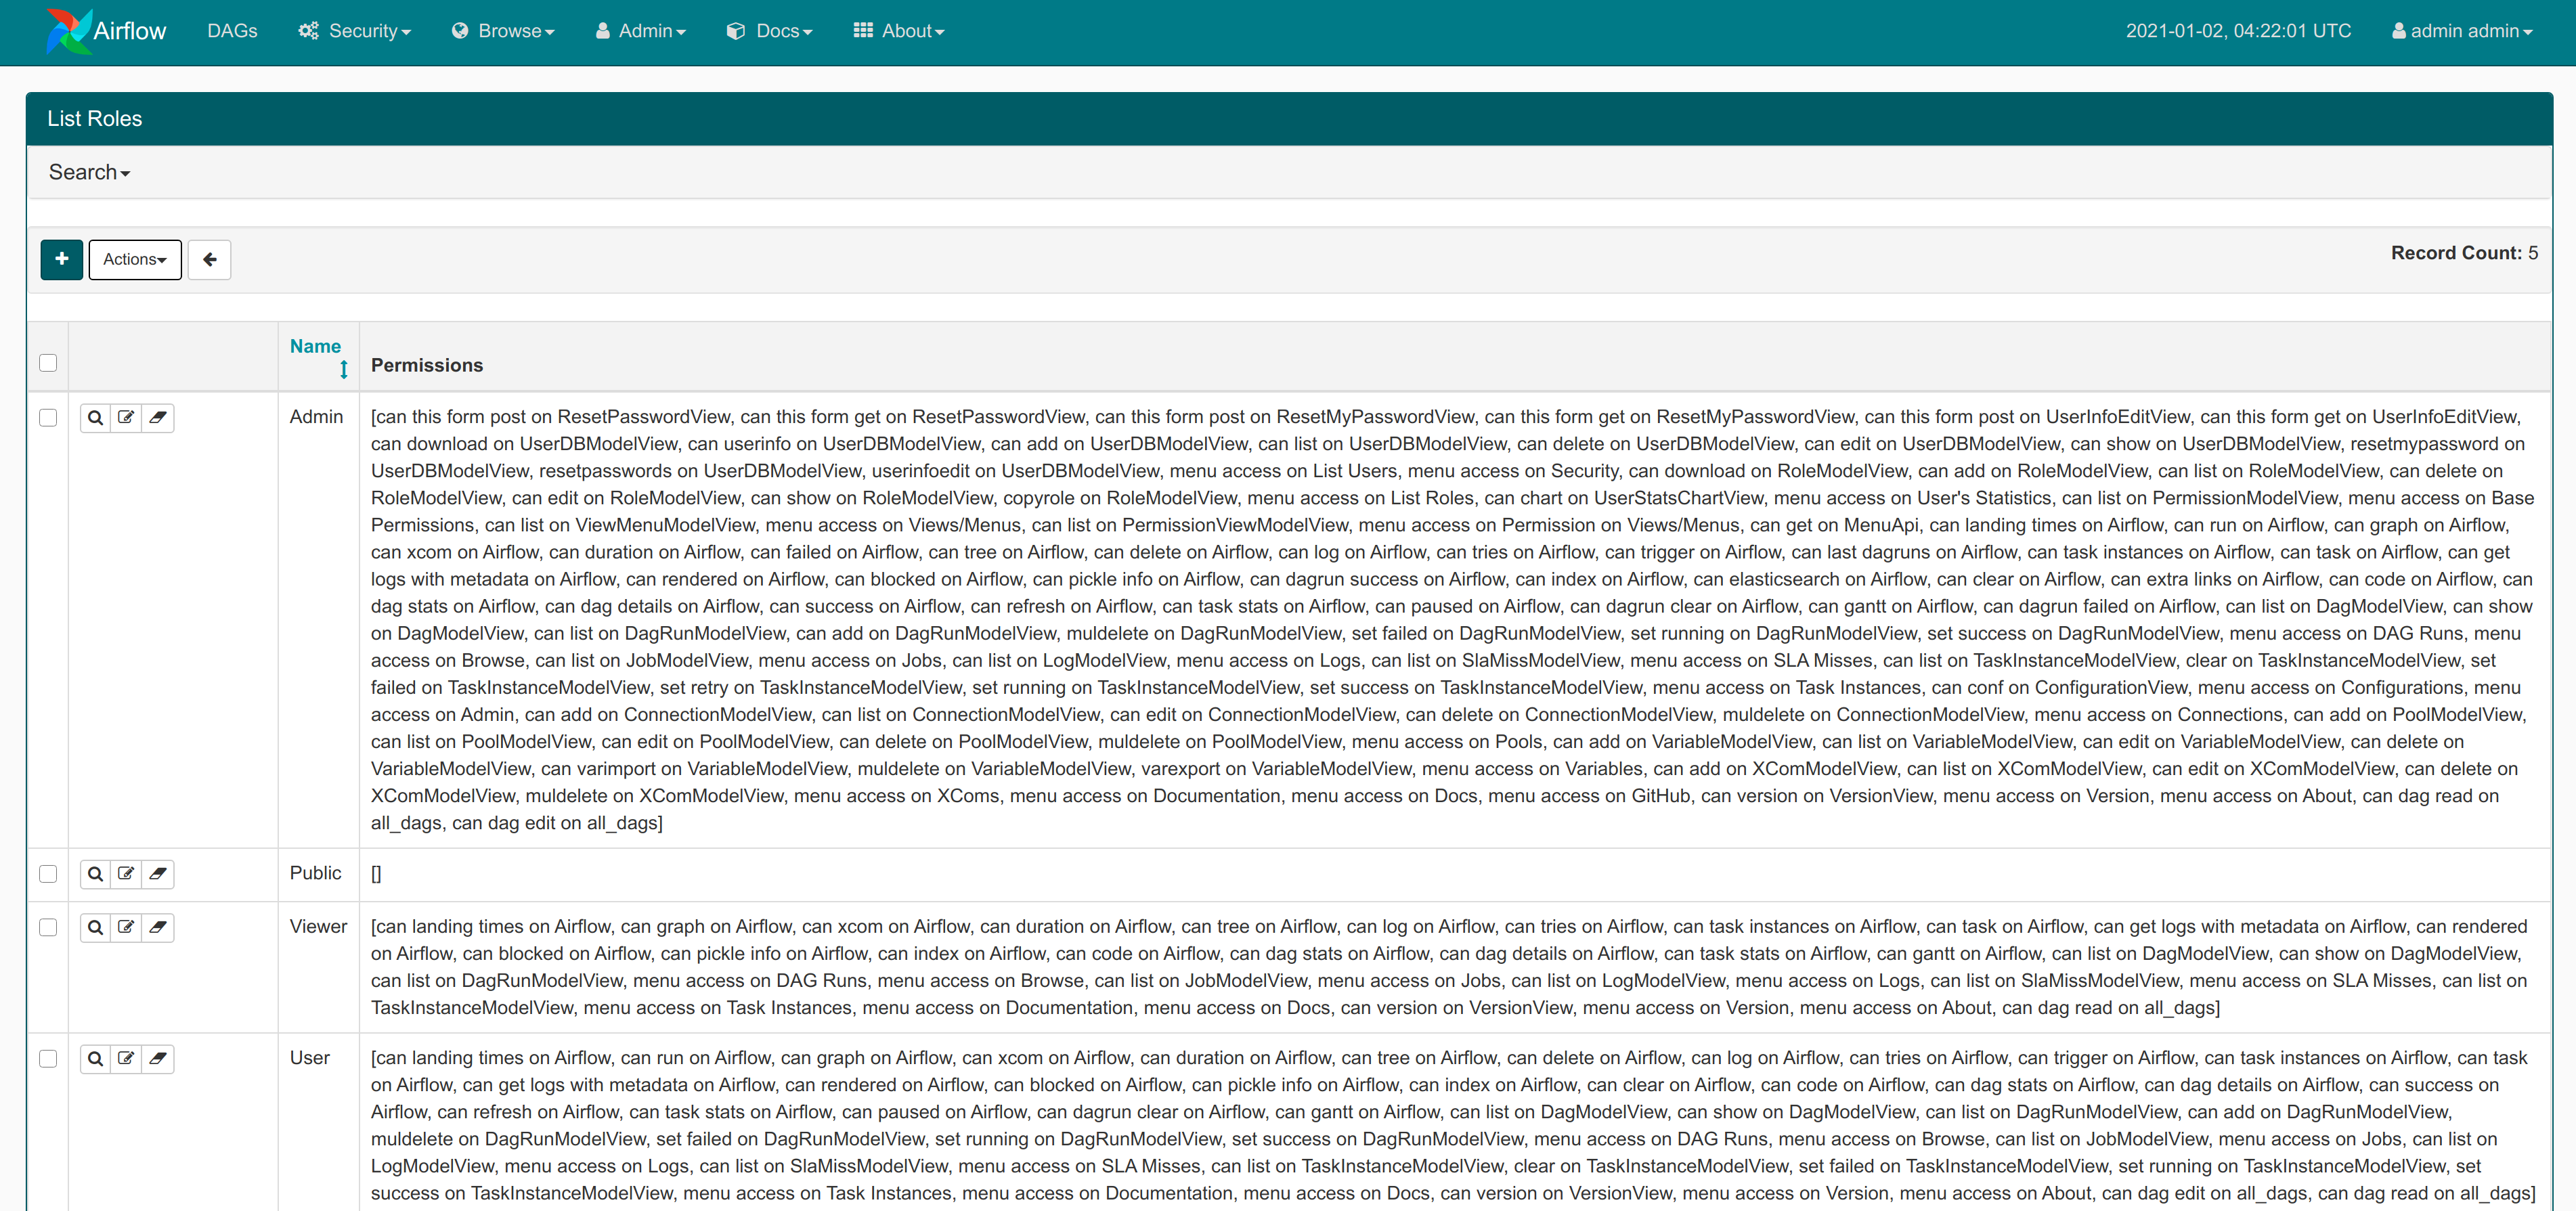 Airflow DAGs Security Browse Admin Docs About 2021-01-02, 04:22:01 UTC admin admin
List Roles
Search
Actions Record Count: 5
Name
Permissions
Admin [can this form post on ResetPasswordView, can this form get on ResetPasswordView, can this form post on ResetMyPasswordView, can this form get on ResetMyPasswordView, can this form post on UserInfoEditView, can this form get on UserInfoEditView,
can download on UserDBModelView, can userinfo on UserDBModelView, can add on UserDBModelView, can list on UserDBModelView, can delete on UserDBModelView, can edit on UserDBModelView, can show on UserDBModelView, resetmypassword on
UserDBModelView, resetpasswords on UserDBModelView, userinfoedit on UserDBModelView, menu access on List Users, menu access on Security, can download on RoleModelView, can add on RoleModelView, can list on RoleModelView, can delete on
RoleModelView, can edit on RoleModelView, can show on RoleModelView, copyrole on RoleModelView, menu access on List Roles, can chart on UserStatsChartView, menu access on User's Statistics, can list on PermissionModelView, menu access on Base
Permissions, can list on ViewMenuModelView, menu access on Views/Menus, can list on PermissionViewModelView, menu access on Permission on Views/Menus, can get on MenuApi, can landing times on Airflow, can run on Airflow, can graph on Airflow,
can xcom on Airflow, can duration on Airflow, can failed on Airflow, can tree on Airflow, can delete on Airflow, can log on Airflow, can tries on Airflow, can trigger on Airflow, can last dagruns on Airflow, can task instances on Airflow, can task on Airflow, can get
logs with metadata on Airflow, can rendered on Airflow, can blocked on Airflow, can pickle info on Airflow, can dagrun success on Airflow, can index on Airflow, can elasticsearch on Airflow, can clear on Airflow, can extra links on Airflow, can code on Airflow, can
dag stats on Airflow, can dag details on Airflow, can success on Airflow, can refresh on Airflow, can task stats on Airflow, can paused on Airflow, can dagrun clear on Airflow, can gantt on Airflow, can dagrun failed on Airflow, can list on DagModelView, can show
on DagModelView, can list on DagRunModelView, can add on DagRunModelView, muldelete on DagRunModelView, set failed on DagRunModelView, set running on DagRunModelView, set success on DagRunModelView, menu access on DAG Runs, menu
access on Browse, can list on JobModelView, menu access on Jobs, can list on LogModelView, menu access on Logs, can list on SlaMissModelView, menu access on SLA Misses, can list on TaskInstanceModelView, clear on TaskInstanceModelView, set
failed on TaskInstanceModelView, set retry on TaskInstanceModelView, set running on TaskInstanceModelView, set success on TaskInstanceModelView, menu access on Task Instances, can conf on ConfigurationView, menu access on Configurations, menu
access on Admin, can add on ConnectionModelView, can list on ConnectionModelView, can edit on ConnectionModelView, can delete on ConnectionModelView, muldelete on ConnectionModelView, menu access on Connections, can add on PoolModelView,
can list on PoolModelView, can edit on PoolModelView, can delete on PoolModelView, muldelete on PoolModelView, menu access on Pools, can add on VariableModelView, can list on VariableModelView, can edit on VariableModelView, can delete on
VariableModelView, can varimport on VariableModelView, muldelete on VariableModelView, varexport on VariableModelView, menu access on Variables, can add on XComModelView, can list on XComModelView, can edit on XComModelView, can delete on
XComModelView, muldelete on XComModelView, menu access on XComs, menu access on Documentation, menu access on Docs, menu access on GitHub, can version on VersionView, menu access on Version, menu access on About, can dag read on
all_dags, can dag edit on all_dags]
Public []
Viewer [can landing times on Airflow, can graph on Airflow, can xcom on Airflow, can duration on Airflow, can tree on Airflow, can log on Airflow, can tries on Airflow, can task instances on Airflow, can task on Airflow, can get logs with metadata on Airflow, can rendered
on Airflow, can blocked on Airflow, can pickle info on Airflow, can index on Airflow, can code on Airflow, can dag stats on Airflow, can dag details on Airflow, can task stats on Airflow, can gantt on Airflow, can list on DagModelView, can show on DagModelView,
can list on DagRunModelView, menu access on DAG Runs, menu access on Browse, can list on JobModelView, menu access on Jobs, can list on LogModelView, menu access on Logs, can list on SlaMissModelView, menu access on SLA Misses, can list on
TaskInstanceModelView, menu access on Task Instances, menu access on Documentation, menu access on Docs, can version on VersionView, menu access on Version, menu access on About, can dag read on all_dags]
User [can landing times on Airflow, can run on Airflow, can graph on Airflow, can xcom on Airflow, can duration on Airflow, can tree on Airflow, can delete on Airflow, can log on Airflow, can tries on Airflow, can trigger on Airflow, can task instances on Airflow, can task
on Airflow, can get logs with metadata on Airflow, can rendered on Airflow, can blocked on Airflow, can pickle info on Airflow, can index on Airflow, can clear on Airflow, can code on Airflow, can dag stats on Airflow, can dag details on Airflow, can success on
Airflow, can refresh on Airflow, can task stats on Airflow, can paused on Airflow, can dagrun clear on Airflow, can gantt on Airflow, can list on DagModelView, can show on DagModelView, can list on DagRunModelView, can add on DagRunModelView,
muldelete on DagRunModelView, set failed on DagRunModelView, set running on DagRunModelView, set success on DagRunModelView, menu access on DAG Runs, menu access on Browse, can list on JobModelView, menu access on Jobs, can list on
LogModelView, menu access on Logs, can list on SlaMissModelView, menu access on SLA Misses, can list on TaskInstanceModelView, clear on TaskInstanceModelView, set failed on TaskInstanceModelView, set running on TaskInstanceModelView, set
success on TaskInstanceModelView, menu access on Task Instances, menu access on Documentation, menu access on Docs, can version on VersionView, menu access on Version, menu access on About, can dag edit on all_dags, can dag read on all_dags]